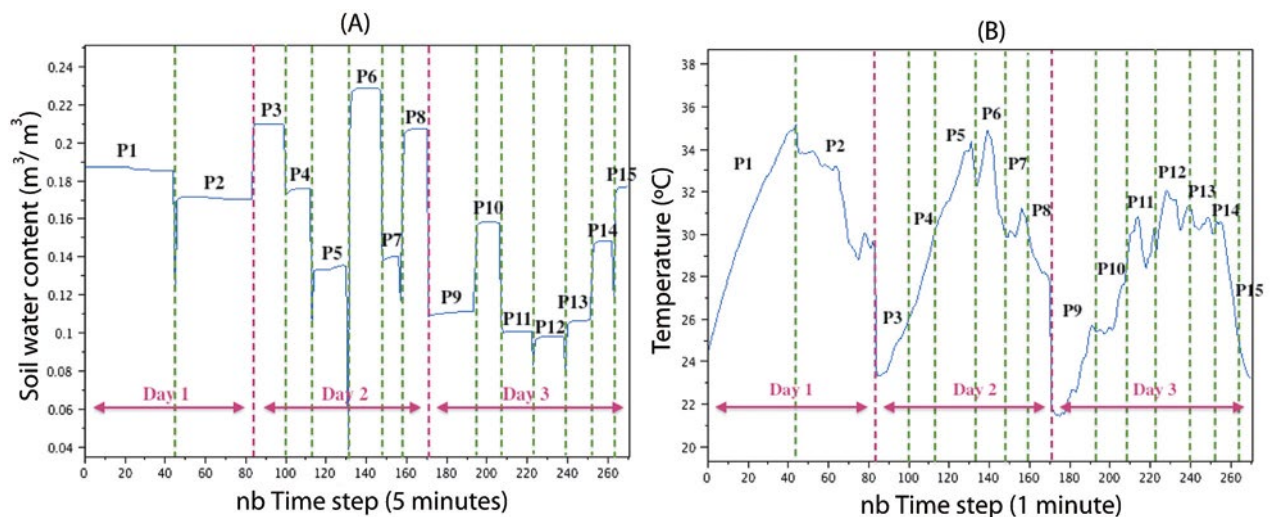 (A)
Soil water content (m³/ m³)
0.24
0.22
0.2
0.18
0.16
0.14
0.12
0.1
0.08
0.06
0.04
P1
P2
P3
P4
P5
P6
P7
P8
P9
P10
P11
P12
P13
P14
P15
Day 1
Day 2
Day 3
0
20
40
60
80
100
120
140
160
180
200
220
240
260
nb Time step (5 minutes)
(B)
Temperature (ºC)
38
36
34
32
30
28
26
24
22
20
P1
P2
P3
P4
P5
P6
P7
P8
P9
P10
P11
P12
P13
P14
P15
Day 1
Day 2
Day 3
0
20
40
60
80
100
120
140
160
180
200
220
240
260
nb Time step (1 minute)